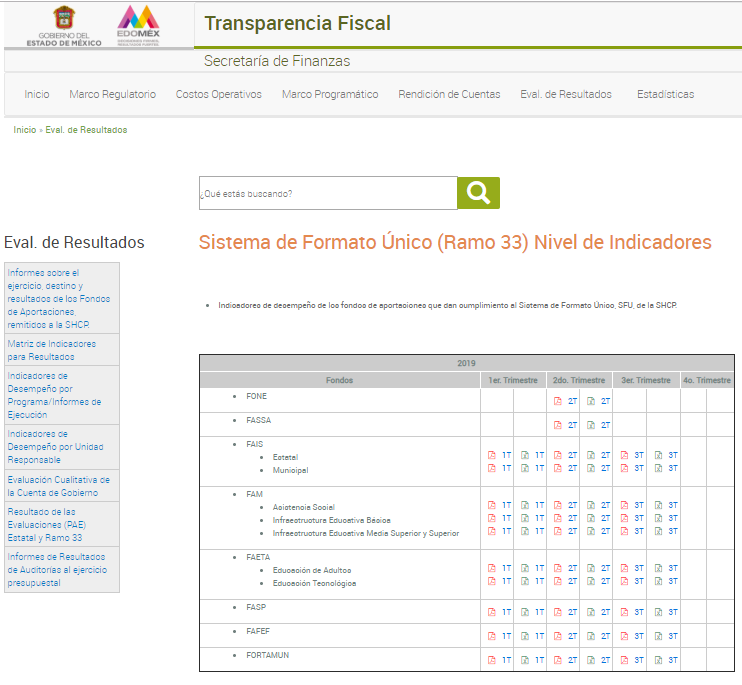 GOBIERNO DEL
ESTADO DE MÉXICO
EDOMÉX
DECISIONES FIRMES, RESULTADOS FUERTES.
Transparencia Fiscal
Secretaría de Finanzas
Inicio Marco Regulatorio Costos Operativos Marco Programático Rendición de Cuentas Eval. de Resultados Estadísticas
Inicio » Eval. de Resultados
¿Qué estás buscando?
Eval. de Resultados
Informes sobre el
ejercicio, destino y
resultados de los Fondos
de Aportaciones,
remitidos a la SHCP.
Matriz de Indicadores
para Resultados
Indicadores de
Desempeño por
Programa/Informes de
Ejecución
Indicadores de
Desempeño por Unidad
Responsable
Evaluación Cualitativa de
la Cuenta de Gobierno
Resultado de las
Evaluaciones (PAE)
Estatal y Ramo 33
Informes de Resultados
de Auditorías al ejercicio
presupuestal
Sistema de Formato Único (Ramo 33) Nivel de Indicadores
• Indicadores de desempeño de los fondos de aportaciones que dan cumplimiento al Sistema de Formato Único, SFU, de la SHCP.
2019
Fondos 1er. Trimestre 2do. Trimestre 3er. Trimestre 4o. Trimestre
• FONE 2T 2T
• FASSA 2T 2T
• FAIS
• Estatal 1T 1T 2T 2T 3T 3T
• Municipal 1T 1T 2T 2T 3T 3T
• FAM
• Asistencia Social 1T 1T 2T 2T 3T 3T
• Infraestructura Educativa Básica 1T 1T 2T 2T 3T 3T
• Infraestructura Educativa Media Superior y Superior 1T 1T 2T 2T 3T 3T
• FAETA
• Educación de Adultos 1T 1T 2T 2T 3T 3T
• Educación Tecnológica 1T 1T 2T 2T 3T 3T
• FASP 1T 1T 2T 2T 3T 3T
• FAFEF 1T 1T 2T 2T 3T 3T
• FORTAMUN 1T 1T 2T 2T 3T 3T